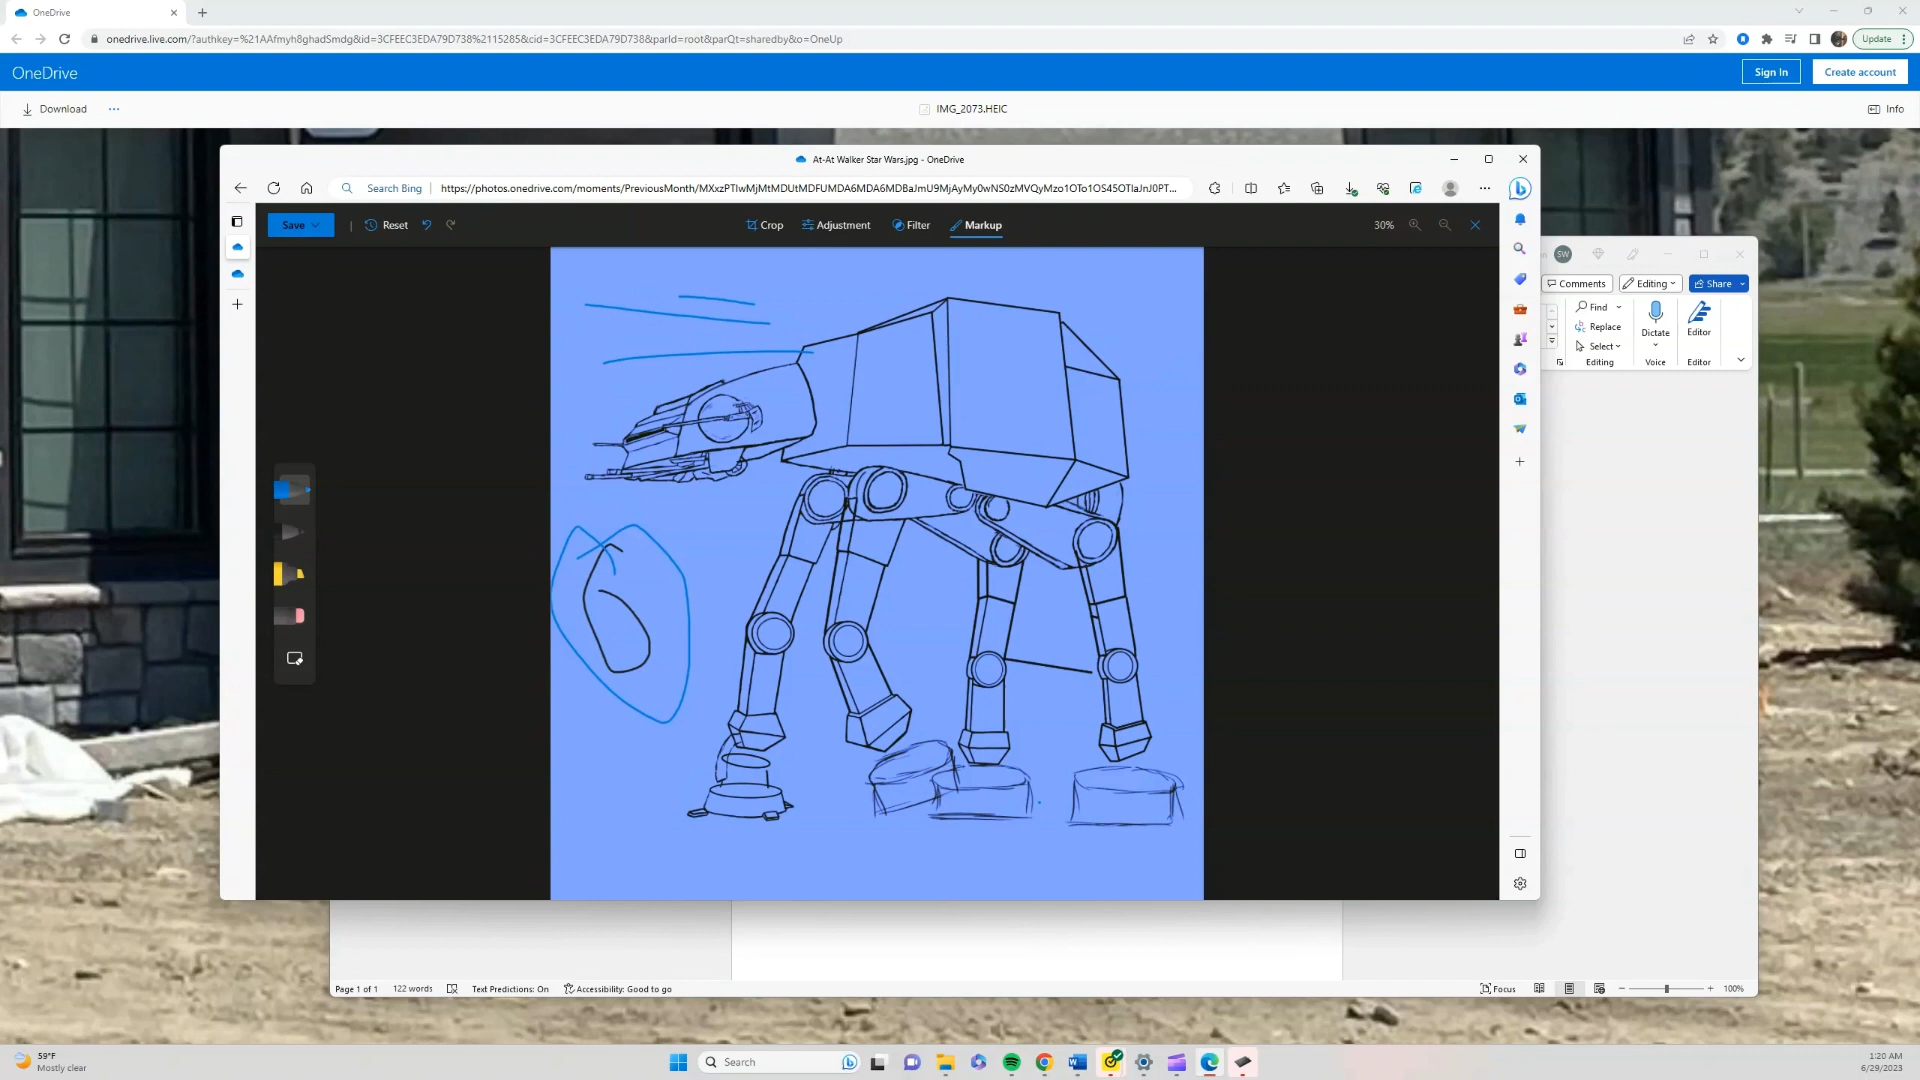 OneDrive
onedrive.live.com/?authkey=%21AAfmyh8ghadSmdg&id=3CFEEC3EDA79D738%2115285&cid=3CFEEC3EDA79D738&parId=root&parQt=sharedby&o=OneUp
Update
OneDrive
Sign In
Create account
Download
IMG_2073.HEIC
Info
At-At Walker Star Wars.jpg - OneDrive
Search Bing
Save
Reset
Crop
Adjustment
Filter
Markup
30%
SW
Comments
Editing
Share
Find
Replace
Select
Editing
Dictate
Voice
Editor
Editor
Page 1 of 1
122 words
Text Predictions: On
Accessibility: Good to go
Focus
100%
59°F
Mostly clear
Search
1:20 AM
6/29/2023